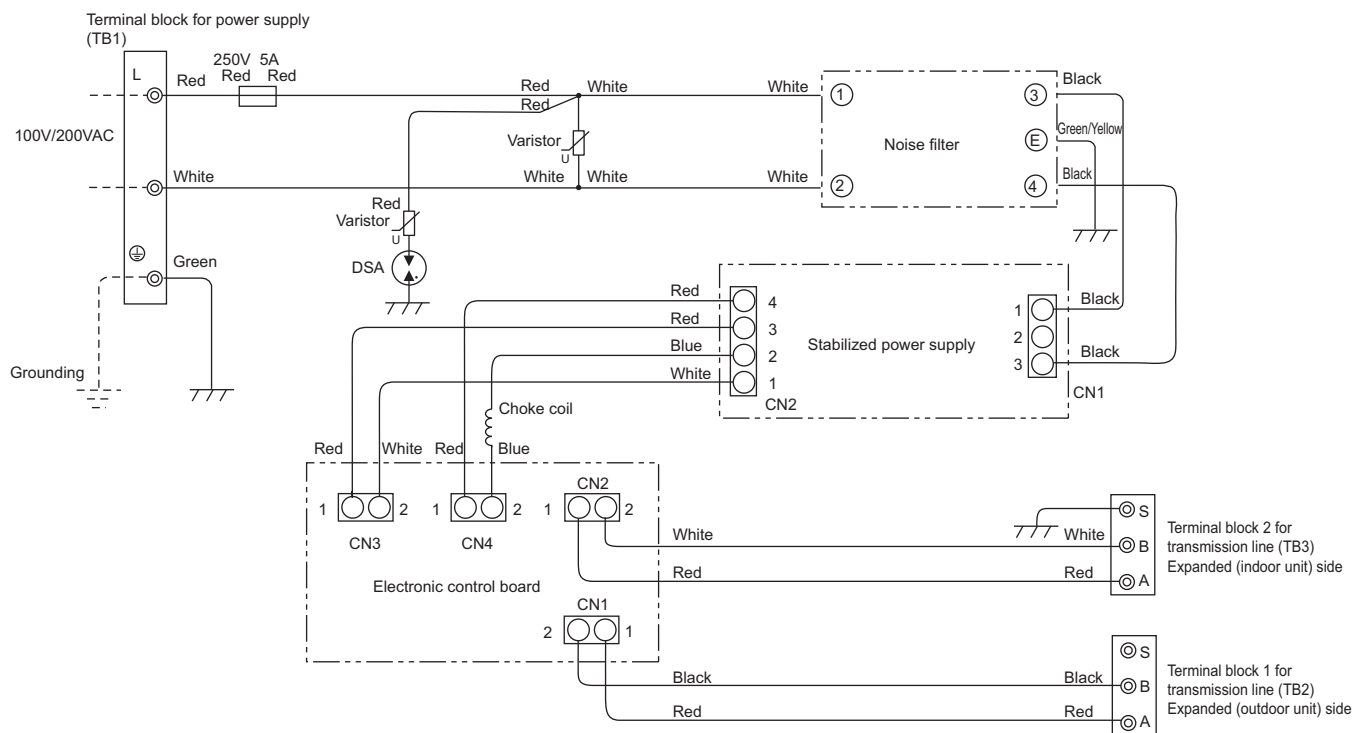 Terminal block for power supply
(TB1)
250V 5A
L
Red
Red
Red
Red
White
White
Black
Red
1
3
100V/200VAC
Varistor
U
Noise filter
Green/Yellow
E
White
White
White
White
Black
2
4
Red
Varistor
U
Green
DSA
Red
4
Black
1
Red
3
Stabilized power supply
2
Blue
2
Black
3
Grounding
White
1
CN2
CN1
Choke coil
Red
White
Red
Blue
CN2
1
2
1
2
1
2
S
CN3
CN4
White
White
B
Terminal block 2 for
transmission line (TB3)
Expanded (indoor unit) side
Red
Red
A
Electronic control board
CN1
2
1
S
Black
Black
B
Terminal block 1 for
transmission line (TB2)
Expanded (outdoor unit) side
Red
Red
A